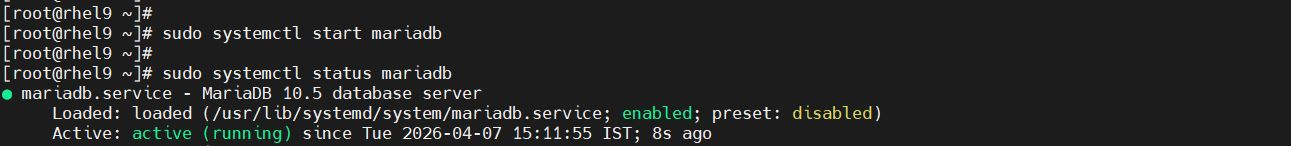 [root@rhel9 ~]#
[root@rhel9 ~]# sudo systemctl start mariadb
[root@rhel9 ~]#
[root@rhel9 ~]# sudo systemctl status mariadb
● mariadb.service - MariaDB 10.5 database server
     Loaded: loaded (/usr/lib/systemd/system/mariadb.service; enabled; preset: disabled)
     Active: active (running) since Tue 2026-04-07 15:11:55 IST; 8s ago